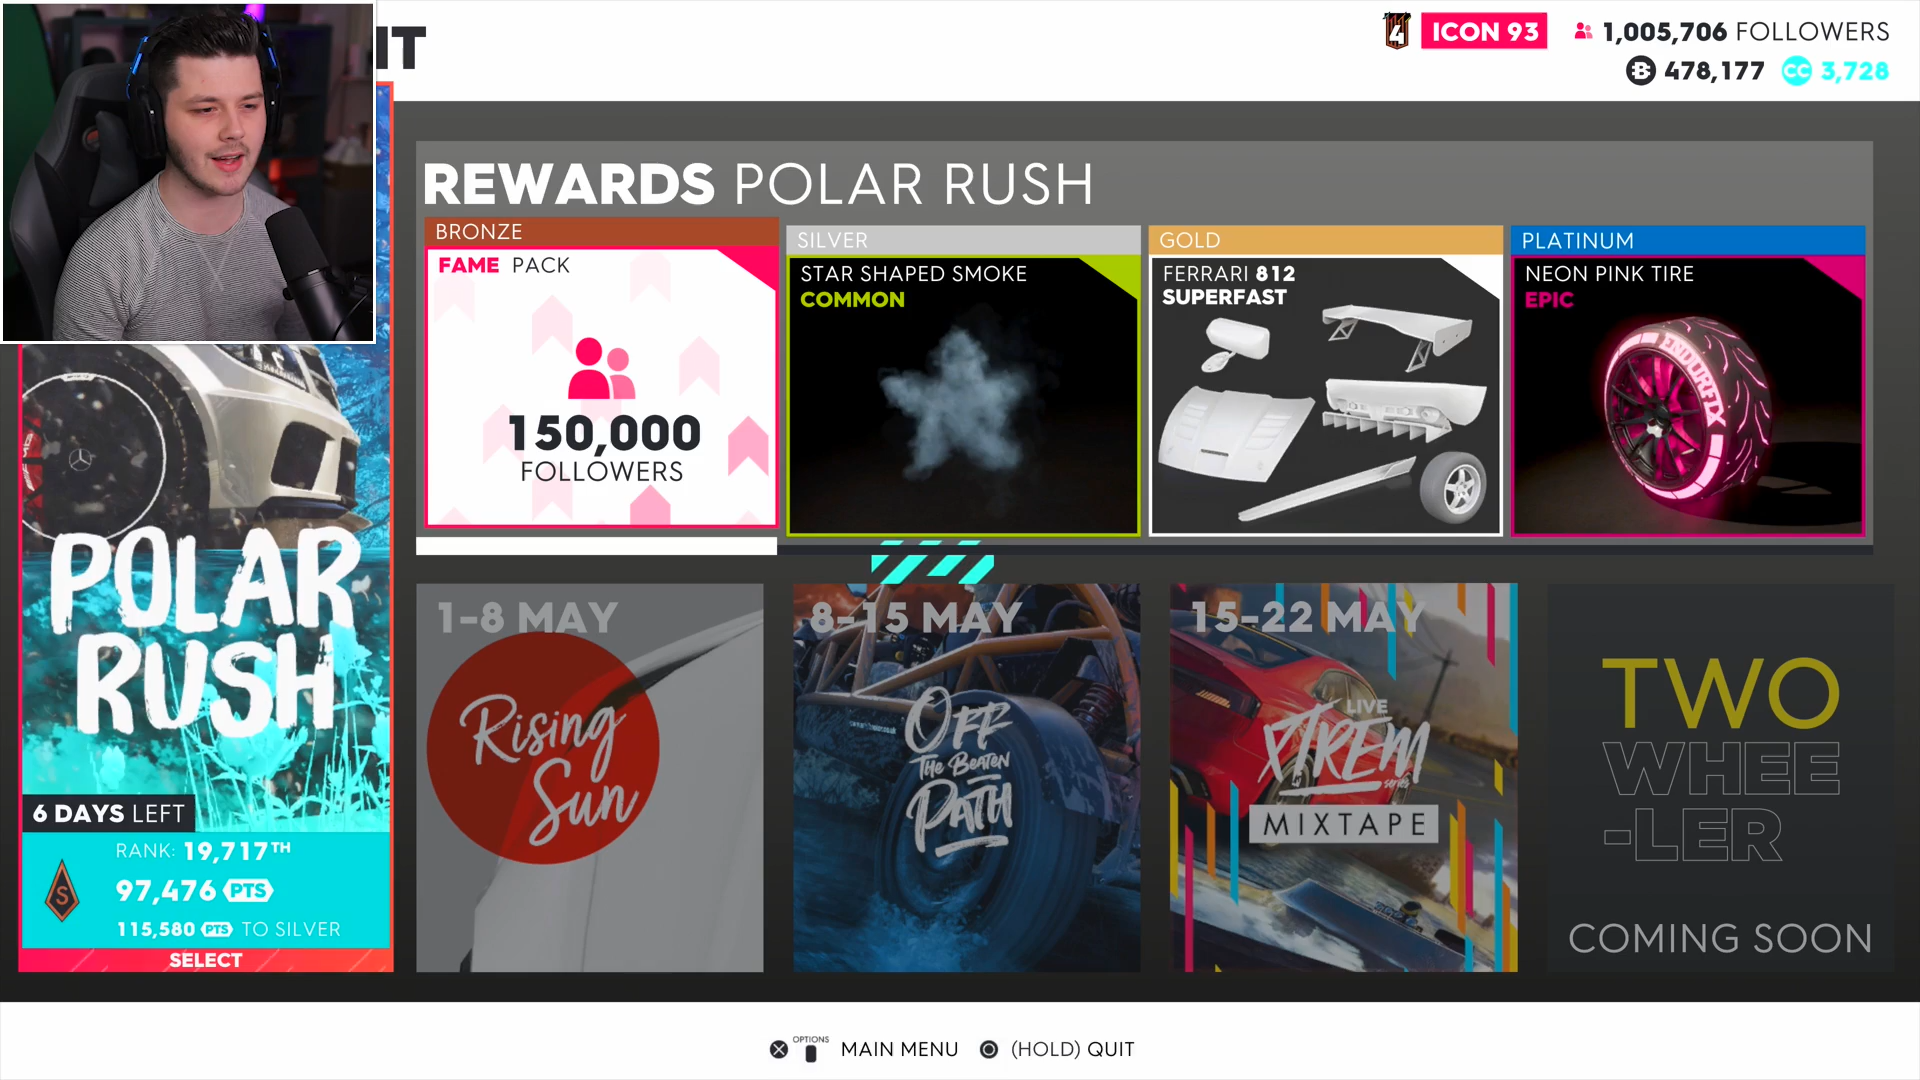 IT
4 ICON 93
1,005,706 FOLLOWERS
478,177 CC 3,728
REWARDS POLAR RUSH
BRONZE
FAME PACK
150,000
FOLLOWERS
SILVER
STAR SHAPED SMOKE
COMMON
GOLD
FERRARI 812
SUPERFAST
PLATINUM
NEON PINK TIRE
EPIC
ENDURFIX
POLAR
RUSH
6 DAYS LEFT
RANK: 19,717TH
S
97,476 PTS
115,580 PTS TO SILVER
SELECT
1-8 MAY
Rising
Sun
8-15 MAY
OFF
THE BEATEN
PATH
15-22 MAY
LIVE
XTREM
SERIES
MIXTAPE
TWO
WHEE
-LER
COMING SOON
OPTIONS
MAIN MENU
(HOLD) QUIT